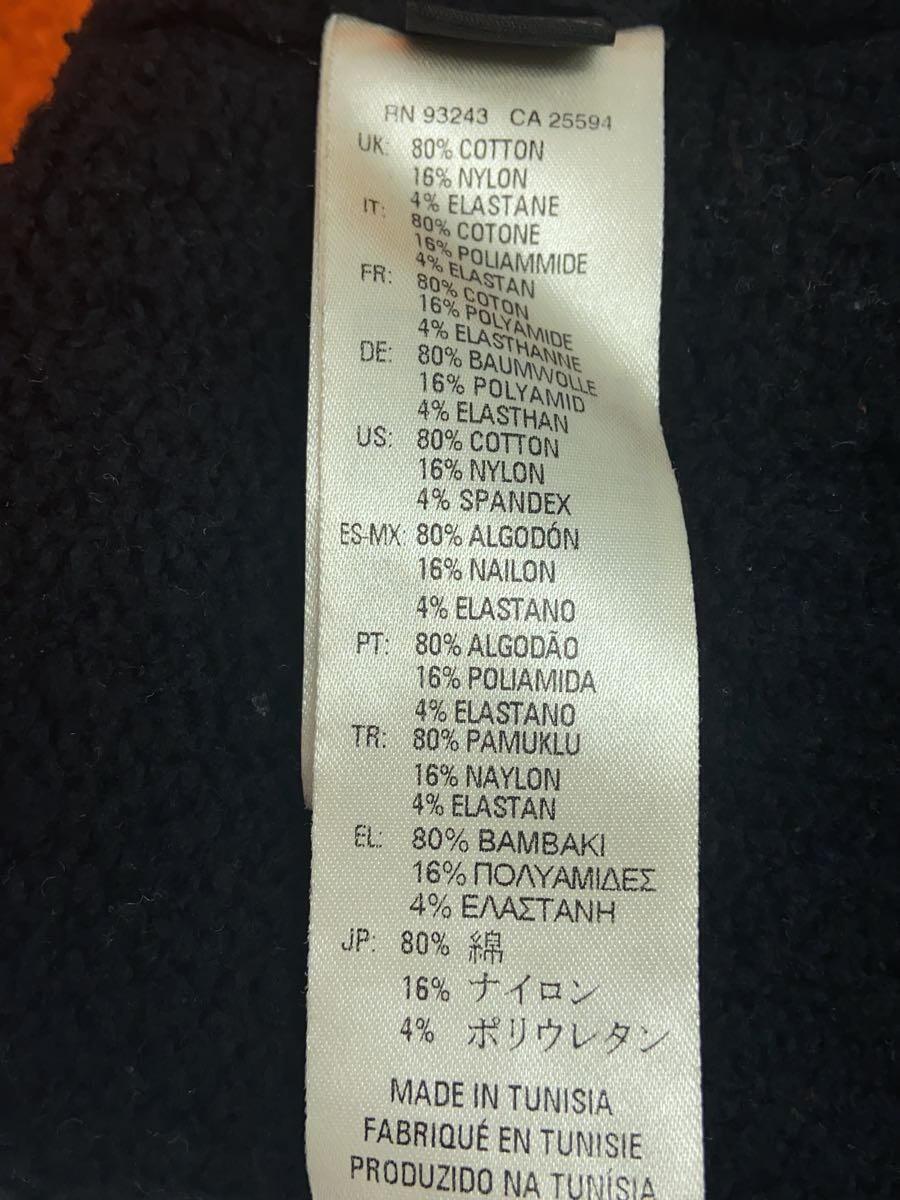 RN 93243 CA 25594
UK: 80% COTTON
16% NYLON
4% ELASTANE
IT: 80% COTONE
16% POLIAMMIDE
4% ELASTAN
FR: 80% COTON
16% POLYAMIDE
4% ELASTHANNE
DE: 80% BAUMWOLLE
16% POLYAMID
4% ELASTHAN
US: 80% COTTON
16% NYLON
4% SPANDEX
ES-MX: 80% ALGODÓN
16% NAILON
4% ELASTANO
PT: 80% ALGODÃO
16% POLIAMIDA
4% ELASTANO
TR: 80% PAMUKLU
16% NAYLON
4% ELASTAN
EL: 80% ΒΑΜΒΑΚΙ
16% ΠΟΛΥΑΜΙΔΕΣ
4% ΕΛΑΣΤΑΝΗ
JP: 80% 綿
16% ナイロン
4% ポリウレタン
MADE IN TUNISIA
FABRIQUÉ EN TUNISIE
PRODUZIDO NA TUNÍSIA